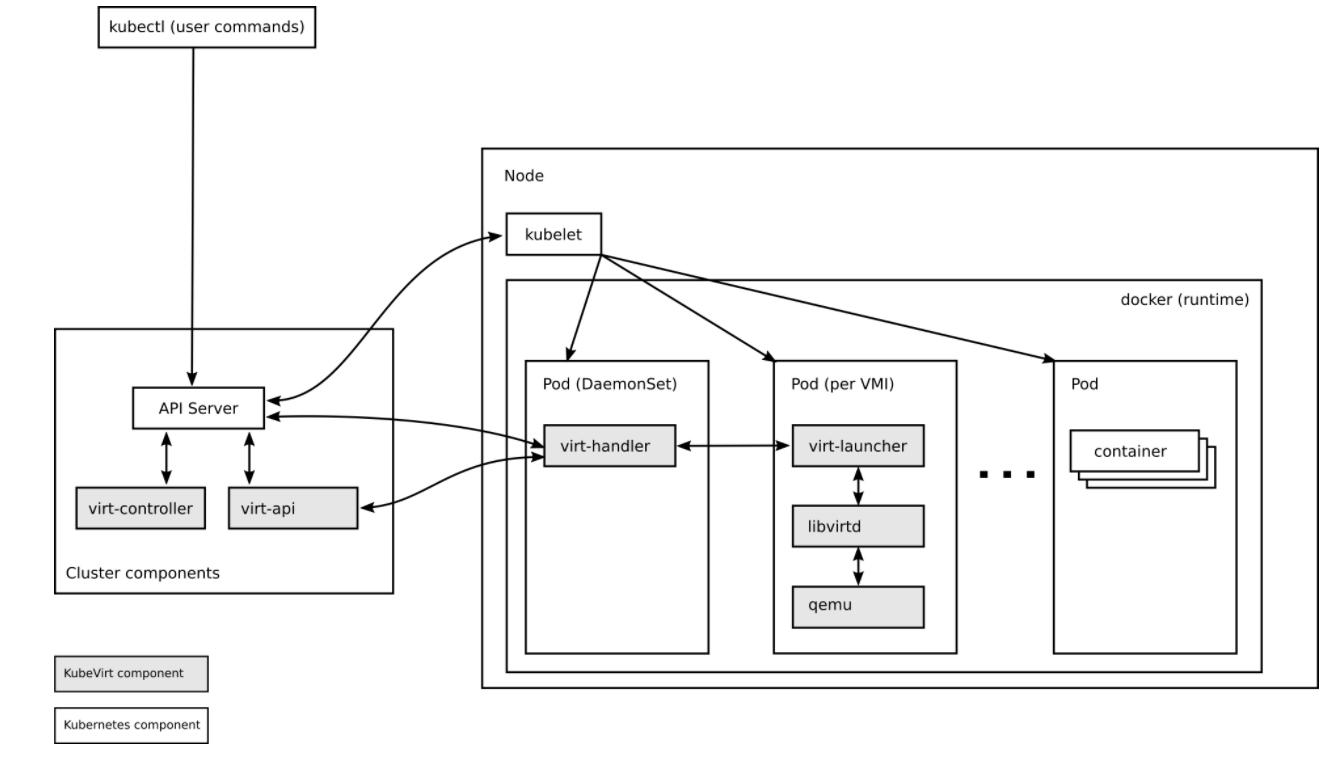 kubectl (user commands)
Node
kubelet
docker (runtime)
Pod (DaemonSet)
Pod (per VMI)
Pod
API Server
virt-handler
virt-launcher
container
virt-controller
virt-api
libvirtd
Cluster components
qemu
KubeVirt component
Kubernetes component